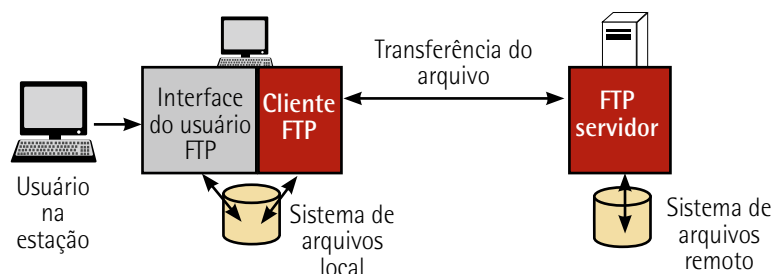 Transferência do
arquivo
Interface
do usuário
FTP
Cliente
FTP
FTP
servidor
Usuário
na
estação
Sistema de
arquivos
local
Sistema de
arquivos
remoto